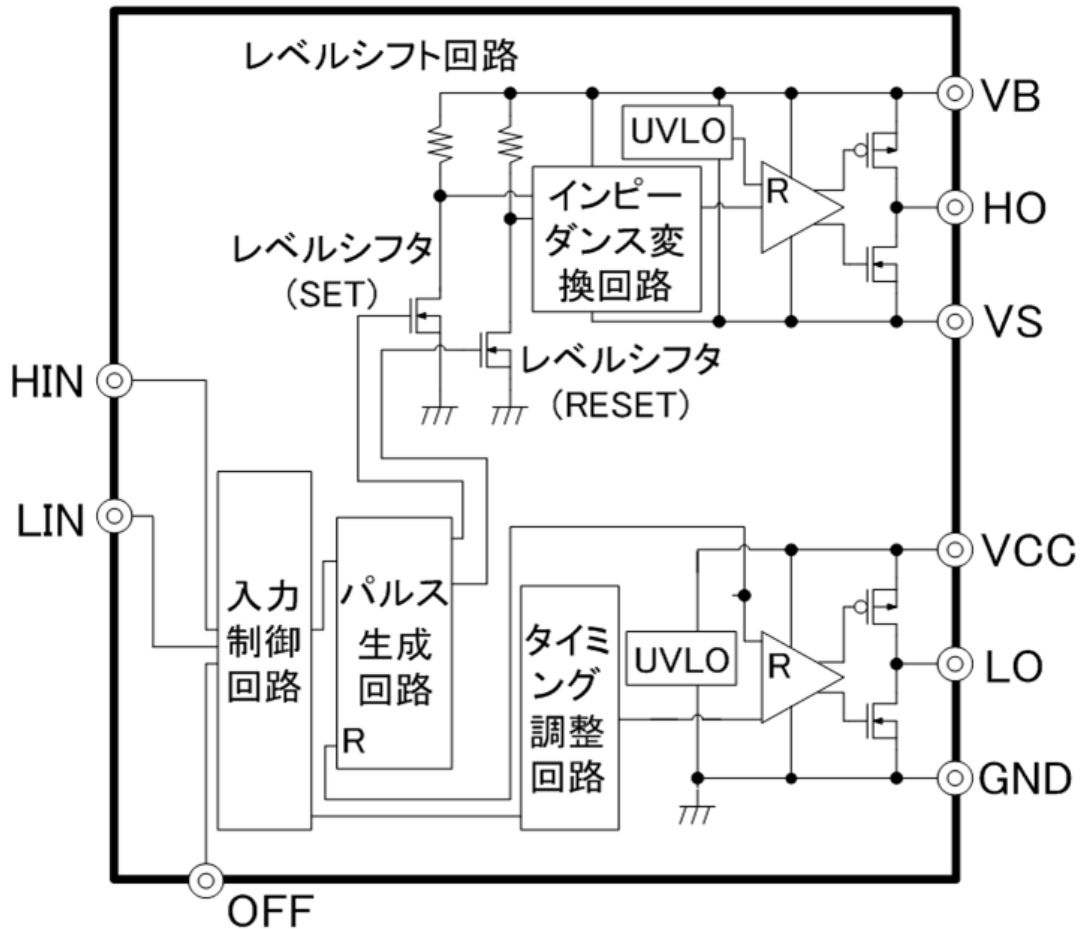 レベルシフト回路
VB
UVLO
R
インピー
ダンス変
換回路
HO
レベルシフタ
(SET)
VS
レベルシフタ
(RESET)
HIN
LIN
VCC
入力
制御
回路
パルス
生成
回路
R
タイミ
ング
調整
回路
UVLO
R
LO
GND
OFF